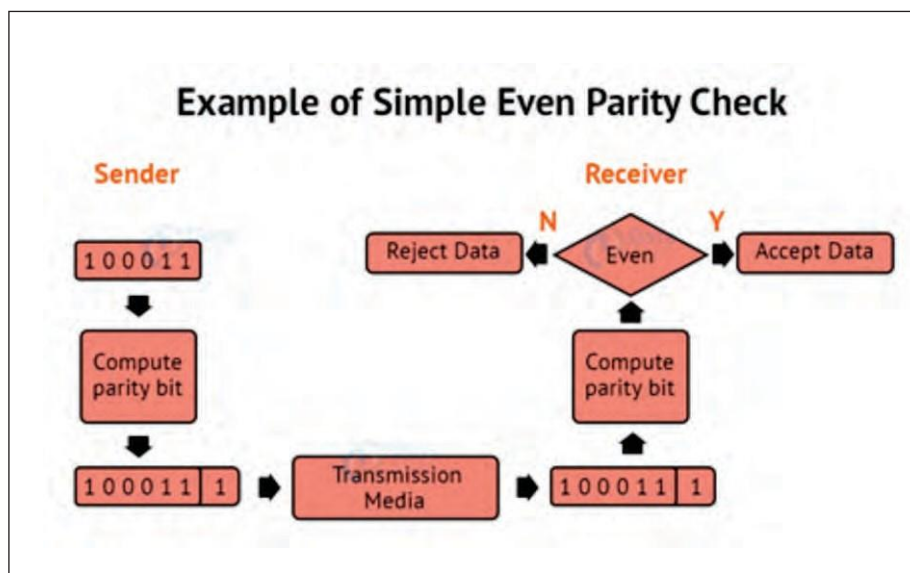 Example of Simple Even Parity Check
Sender
Receiver
N
Y
100011
Reject Data
Even
Accept Data
Compute
parity bit
Compute
parity bit
100011 1
Transmission
Media
100011 1